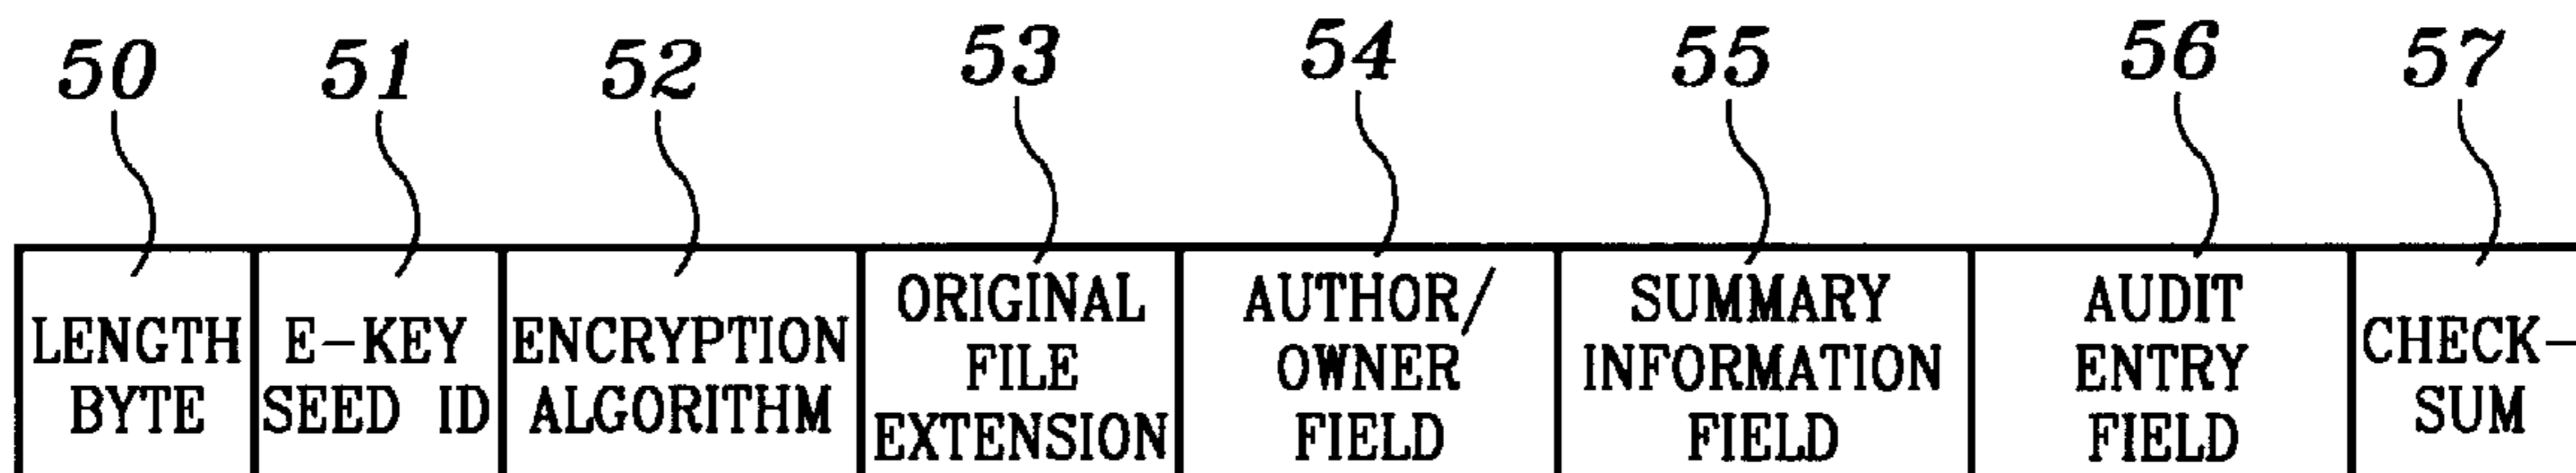 50 51 52 53 54 55 56 57
LENGTH BYTE
E-KEY SEED ID
ENCRYPTION ALGORITHM
ORIGINAL FILE EXTENSION
AUTHOR/ OWNER FIELD
SUMMARY INFORMATION FIELD
AUDIT ENTRY FIELD
CHECK- SUM